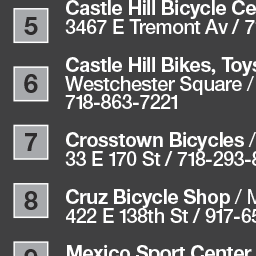 5 Castle Hill Bicycle Ce
3467 E Tremont Av / 7
6 Castle Hill Bikes, Toys
Westchester Square /
718-863-7221
7 Crosstown Bicycles /
33 E 170 St / 718-293-8
8 Cruz Bicycle Shop / M
422 E 138th St / 917-65
9 Mexico Sport Center